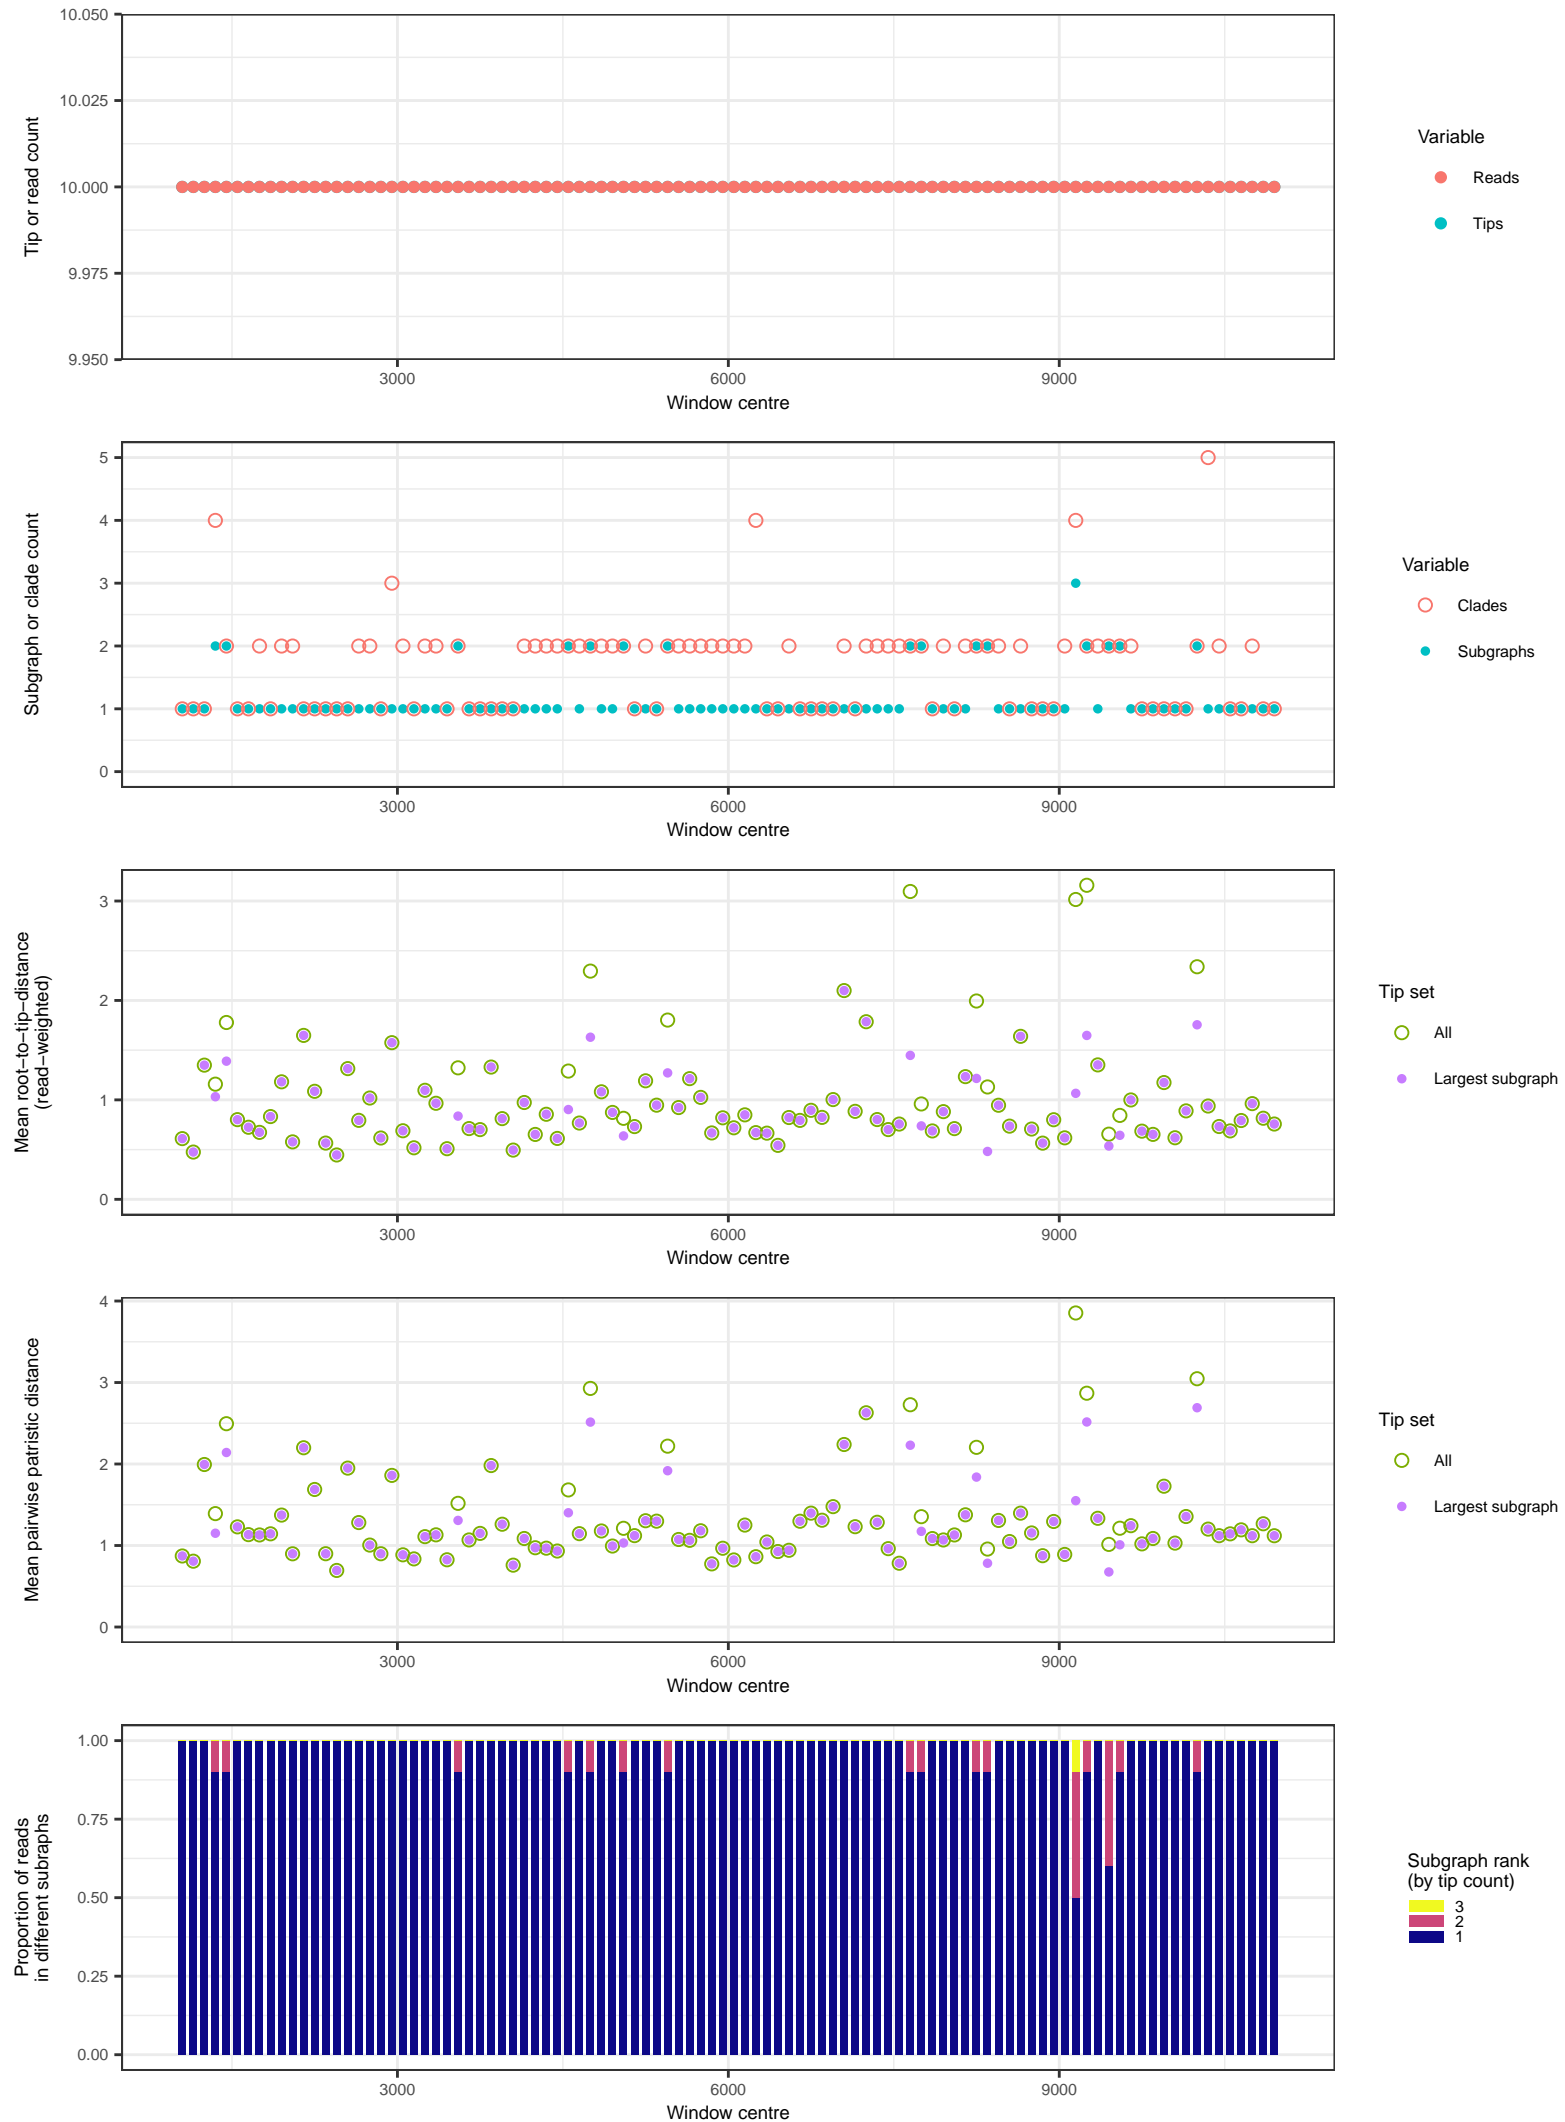 10.050
10.025
10.000
9.975
9.950
Tip or read count
3000
6000
9000
Window centre
Variable
Reads
Tips
5
4
3
2
1
0
Subgraph or clade count
3000
6000
9000
Window centre
Variable
Clades
Subgraphs
3
2
1
0
Mean root−to−tip−distance
(read−weighted)
3000
6000
9000
Window centre
Tip set
All
Largest subgraph
4
3
2
1
0
Mean pairwise patristic distance
3000
6000
9000
Window centre
Tip set
All
Largest subgraph
1.00
0.75
0.50
0.25
0.00
Proportion of reads
in different subraphs
3000
6000
9000
Window centre
Subgraph rank
(by tip count)
3
2
1